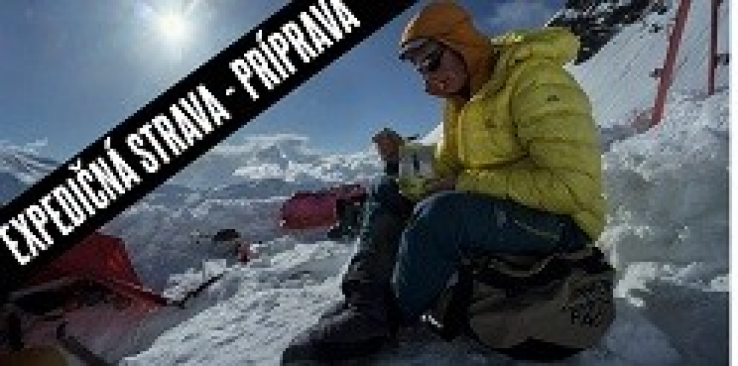 EXPEDIČNÁ STRAVA - PRÍPRAVA